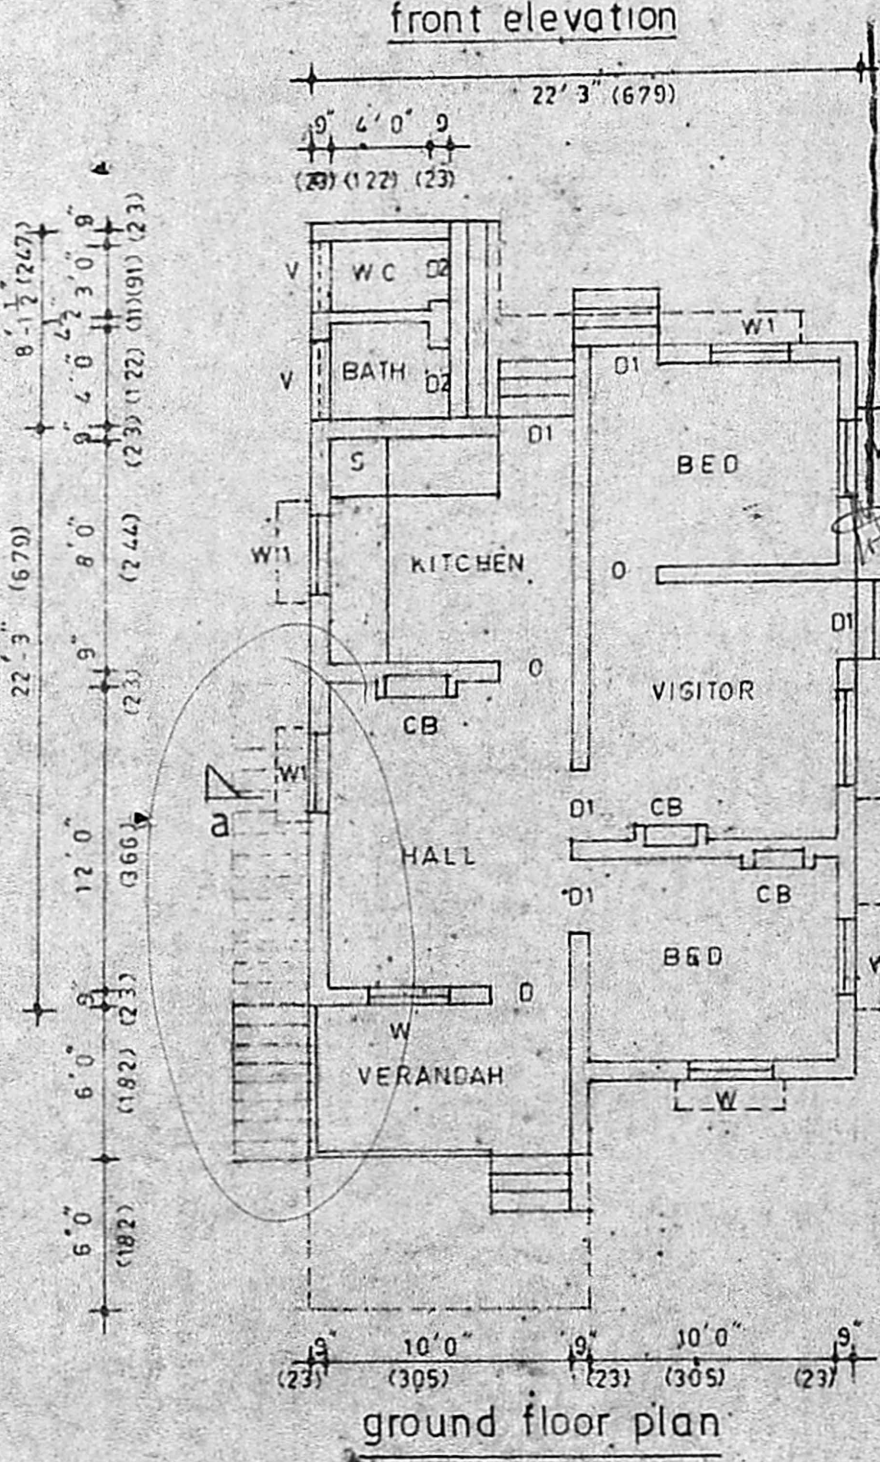 front elevation
22' 3" (679)
9" 4' 0" 9
(23) (122) (23)
8'-1 1/2" (247)
22'-3" (679)
9" (23)
3' 0" (91)
4 1/2 (11)
4' 0" (122)
9" (23)
8' 0" (244)
9" (23)
12' 0" (366)
9" (23)
6' 0" (182)
6' 0" (182)
V WC D2
V BATH D2
W1
D1
D1
S
BED
W1 KITCHEN
O
D1
O
VISITOR
CB
W1
a
D1 CB
HALL
D1 CB
BED
D
W
VERANDAH
W
9" 10' 0" 9" 10' 0" 9"
(23) (305) (23) (305) (23)
ground floor plan